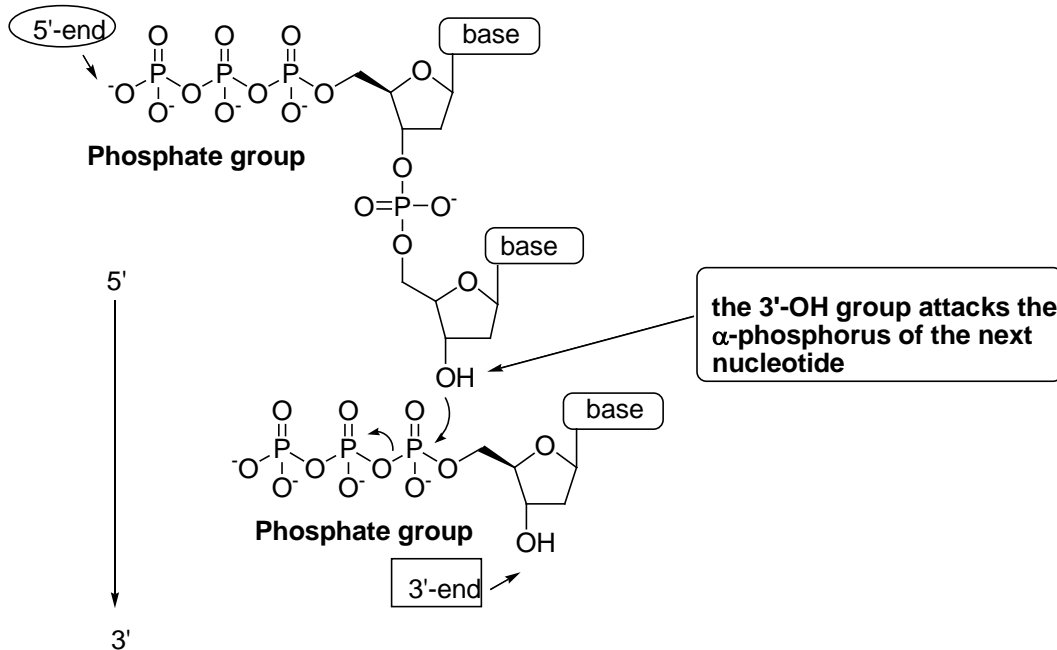 5'-end
base
O O O
-O P O P O P O O
O- O- O-
Phosphate group
O
O=P-O-
O
base
5'
O
the 3'-OH group attacks the
α-phosphorus of the next
nucleotide
OH
base
O O O
-O P O P O P O O
O- O- O-
Phosphate group
OH
3'-end
3'